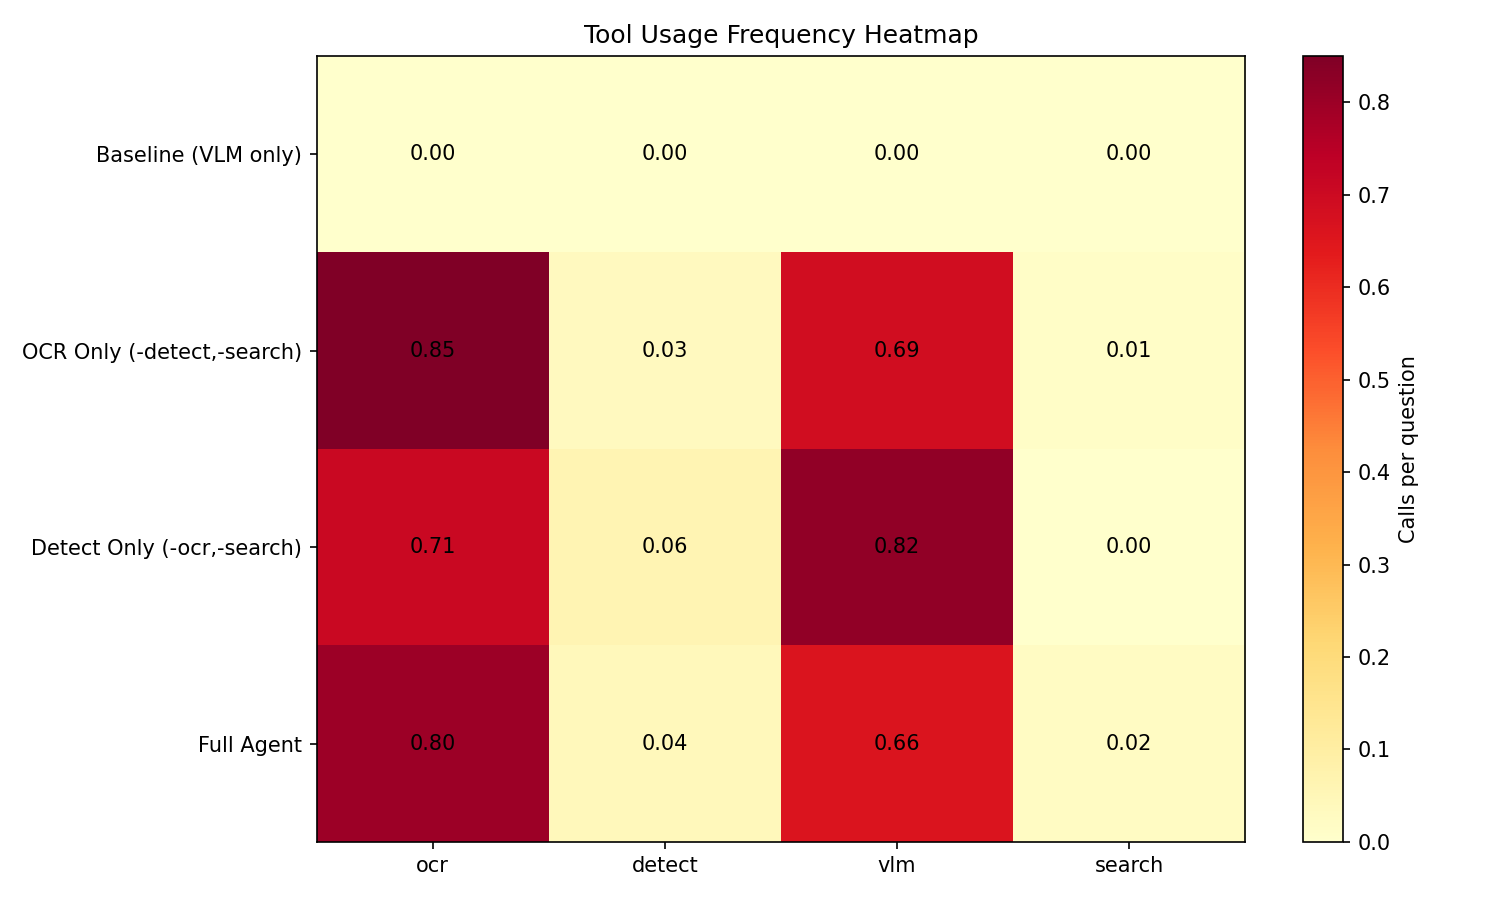 Tool Usage Frequency Heatmap
Baseline (VLM only) 0.00 0.00 0.00 0.00
OCR Only (-detect,-search) 0.85 0.03 0.69 0.01
Detect Only (-ocr,-search) 0.71 0.06 0.82 0.00
Full Agent 0.80 0.04 0.66 0.02
ocr detect vlm search
0.8
0.7
0.6
0.5
0.4
0.3
0.2
0.1
0.0
Calls per question